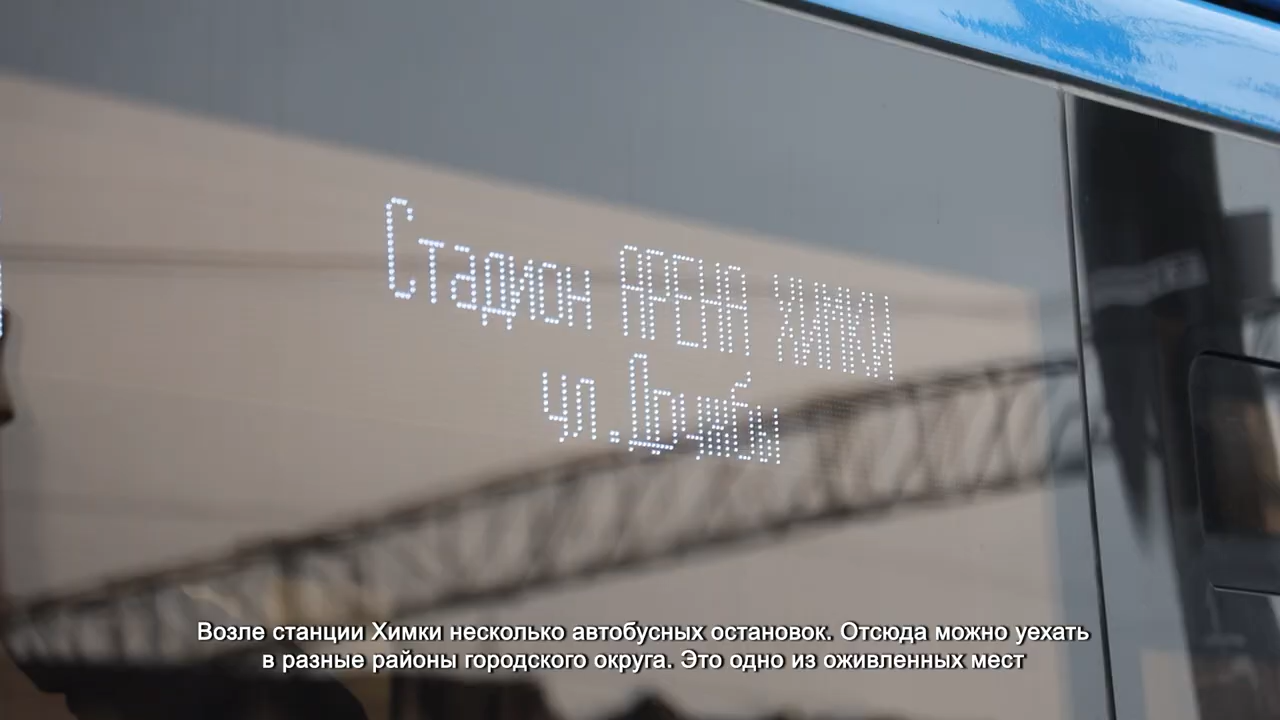 Стадион АРЕНА ХИМКИ
ул.Дружбы
Возле станции Химки несколько автобусных остановок. Отсюда можно уехать
в разные районы городского округа. Это одно из оживленных мест